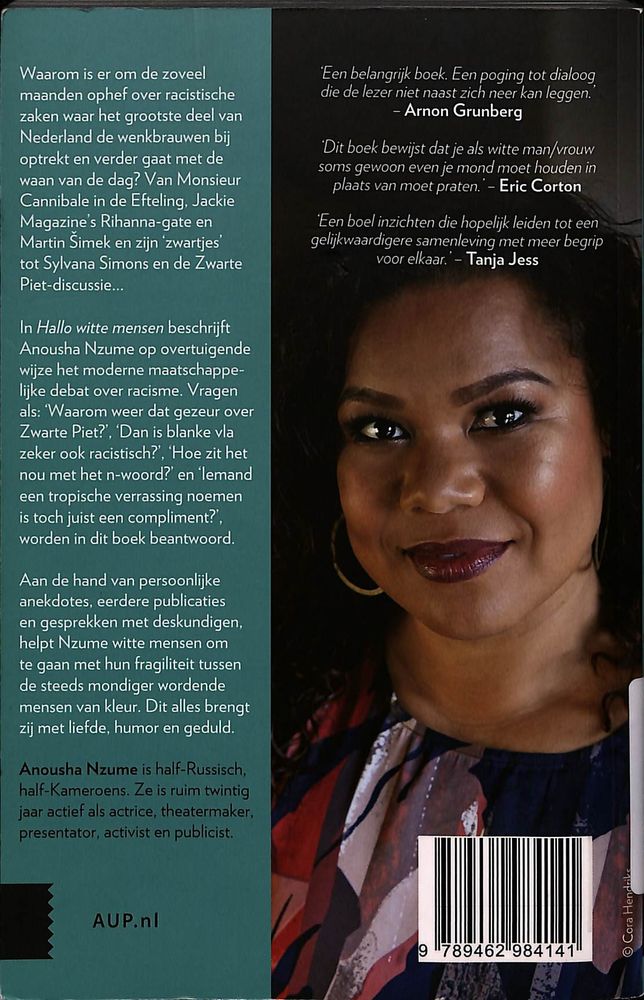 Waarom is er om de zoveel
maanden ophef over racistische
zaken waar het grootste deel van
Nederland de wenkbrauwen bij
optrekt en verder gaat met de
waan van de dag? Van Monsieur
Cannibale in de Efteling, Jackie
Magazine's Rihanna-gate en
Martin Šimek en zijn 'zwartjes'
tot Sylvana Simons en de Zwarte
Piet-discussie...
In Hallo witte mensen beschrijft
Anousha Nzume op overtuigende
wijze het moderne maatschappe-
lijke debat over racisme. Vragen
als: 'Waarom weer dat gezeur over
Zwarte Piet?', 'Dan is blanke vla
zeker ook racistisch?', 'Hoe zit het
nou met het n-woord?' en 'Iemand
een tropische verrassing noemen
is toch juist een compliment?',
worden in dit boek beantwoord.
Aan de hand van persoonlijke
anekdotes, eerdere publicaties
en gesprekken met deskundigen,
helpt Nzume witte mensen om
te gaan met hun fragiliteit tussen
de steeds mondiger wordende
mensen van kleur. Dit alles brengt
zij met liefde, humor en geduld.
Anousha Nzume is half-Russisch,
half-Kameroens. Ze is ruim twintig
jaar actief als actrice, theatermaker,
presentator, activist en publicist.
AUP.nl
'Een belangrijk boek. Een poging tot dialoog
die de lezer niet naast zich neer kan leggen.'
– Arnon Grunberg
'Dit boek bewijst dat je als witte man/vrouw
soms gewoon even je mond moet houden in
plaats van moet praten.' – Eric Corton
'Een boel inzichten die hopelijk leiden tot een
gelijkwaardigere samenleving met meer begrip
voor elkaar.' – Tanja Jess
9 789462 984141
© Cora Hendriks